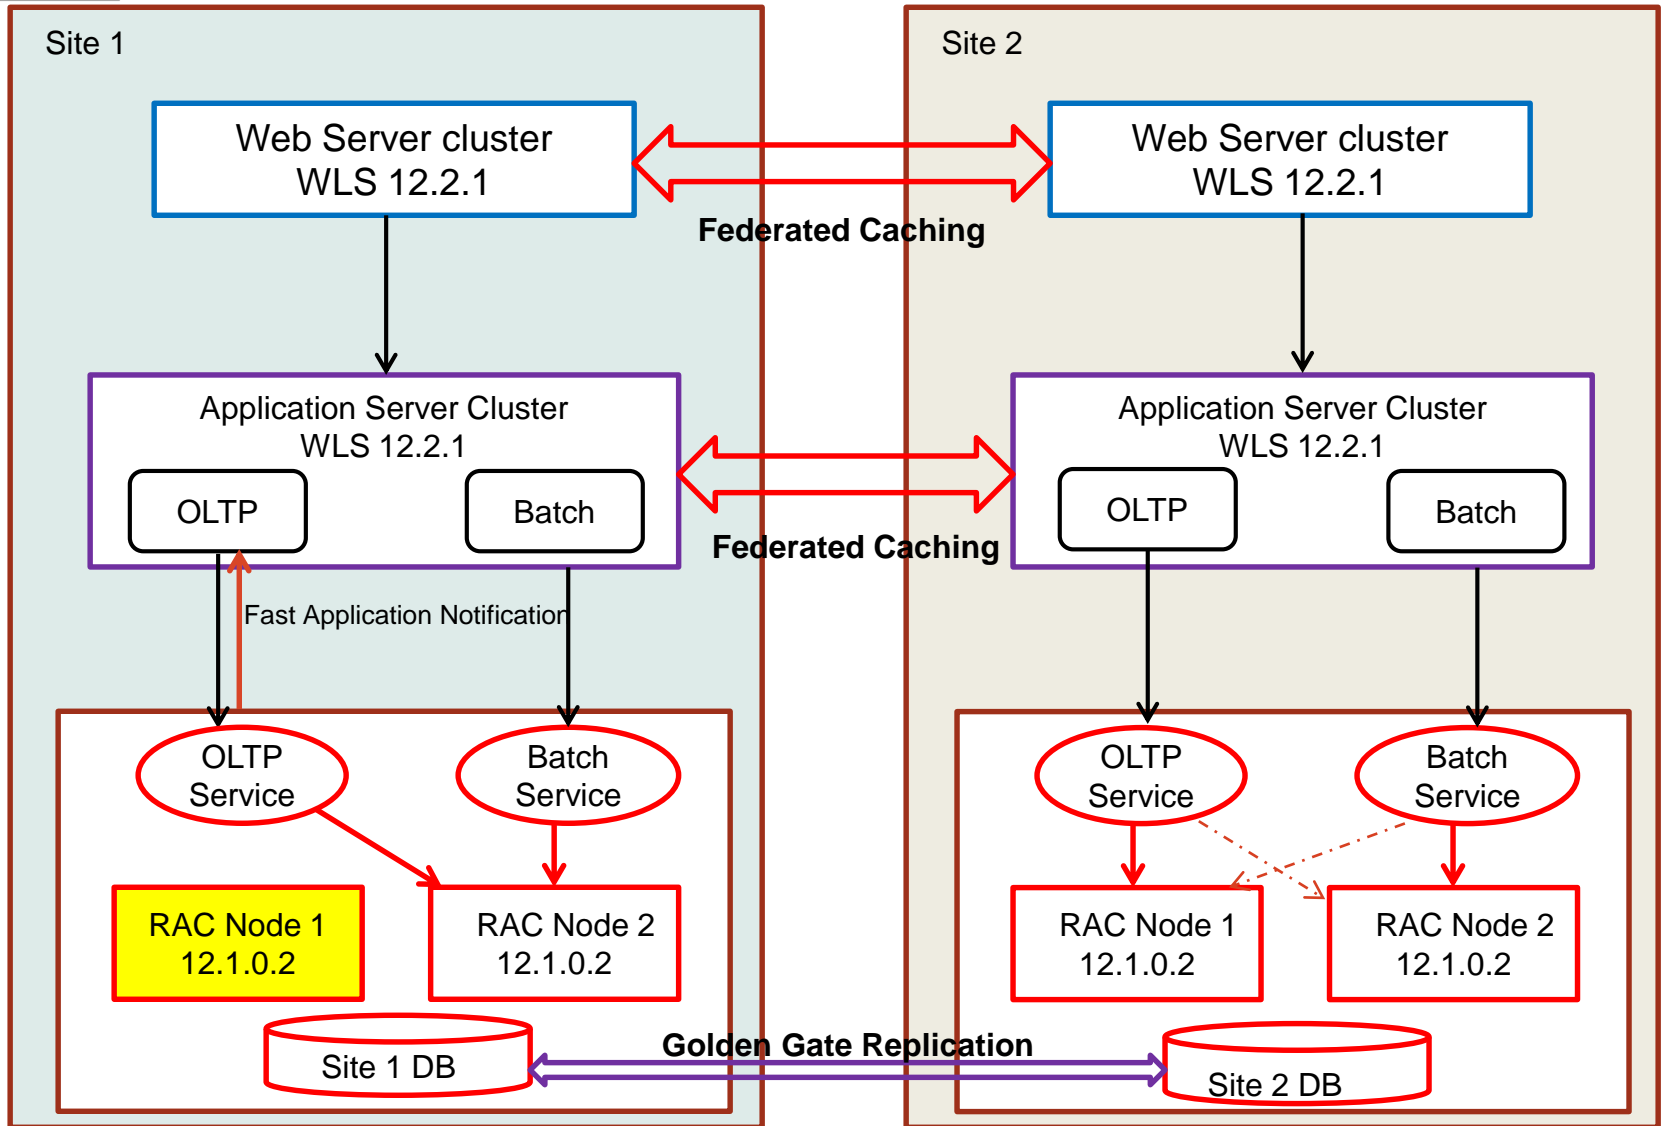 Site 1
Site 2
Web Server cluster
WLS 12.2.1
Web Server cluster
WLS 12.2.1
Federated Caching
Application Server Cluster
WLS 12.2.1
OLTP
Batch
Application Server Cluster
WLS 12.2.1
OLTP
Batch
Federated Caching
Fast Application Notification
OLTP
Service
Batch
Service
OLTP
Service
Batch
Service
RAC Node 1
12.1.0.2
RAC Node 2
12.1.0.2
RAC Node 1
12.1.0.2
RAC Node 2
12.1.0.2
Golden Gate Replication
Site 1 DB
Site 2 DB